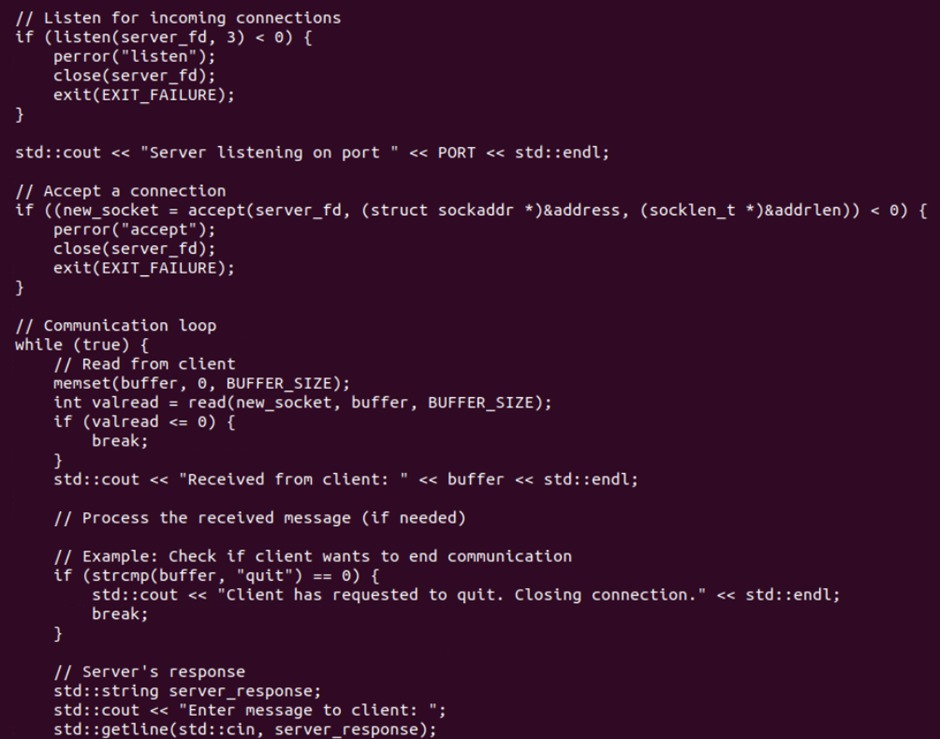 // Listen for incoming connections
if (listen(server_fd, 3) < 0) {
    perror("listen");
    close(server_fd);
    exit(EXIT_FAILURE);
}

std::cout << "Server listening on port " << PORT << std::endl;

// Accept a connection
if ((new_socket = accept(server_fd, (struct sockaddr *)&address, (socklen_t *)&addrlen)) < 0) {
    perror("accept");
    close(server_fd);
    exit(EXIT_FAILURE);
}

// Communication loop
while (true) {
    // Read from client
    memset(buffer, 0, BUFFER_SIZE);
    int valread = read(new_socket, buffer, BUFFER_SIZE);
    if (valread <= 0) {
        break;
    }
    std::cout << "Received from client: " << buffer << std::endl;

    // Process the received message (if needed)

    // Example: Check if client wants to end communication
    if (strcmp(buffer, "quit") == 0) {
        std::cout << "Client has requested to quit. Closing connection." << std::endl;
        break;
    }

    // Server's response
    std::string server_response;
    std::cout << "Enter message to client: ";
    std::getline(std::cin, server_response);